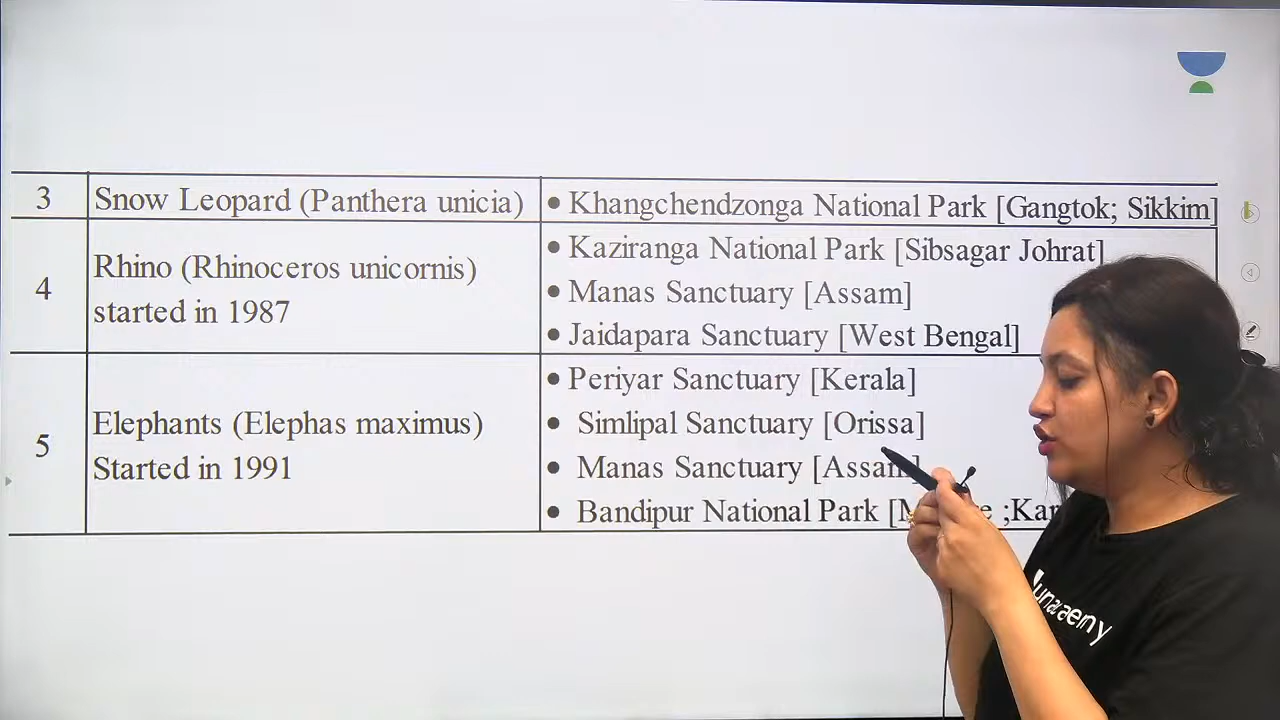 3
Snow Leopard (Panthera unicia)
• Khangchendzonga National Park [Gangtok; Sikkim]
4
Rhino (Rhinoceros unicornis)
started in 1987
• Kaziranga National Park [Sibsagar Johrat]
• Manas Sanctuary [Assam]
• Jaidapara Sanctuary [West Bengal]
5
Elephants (Elephas maximus)
Started in 1991
• Periyar Sanctuary [Kerala]
• Simlipal Sanctuary [Orissa]
• Manas Sanctuary [Assam]
• Bandipur National Park
unacademy